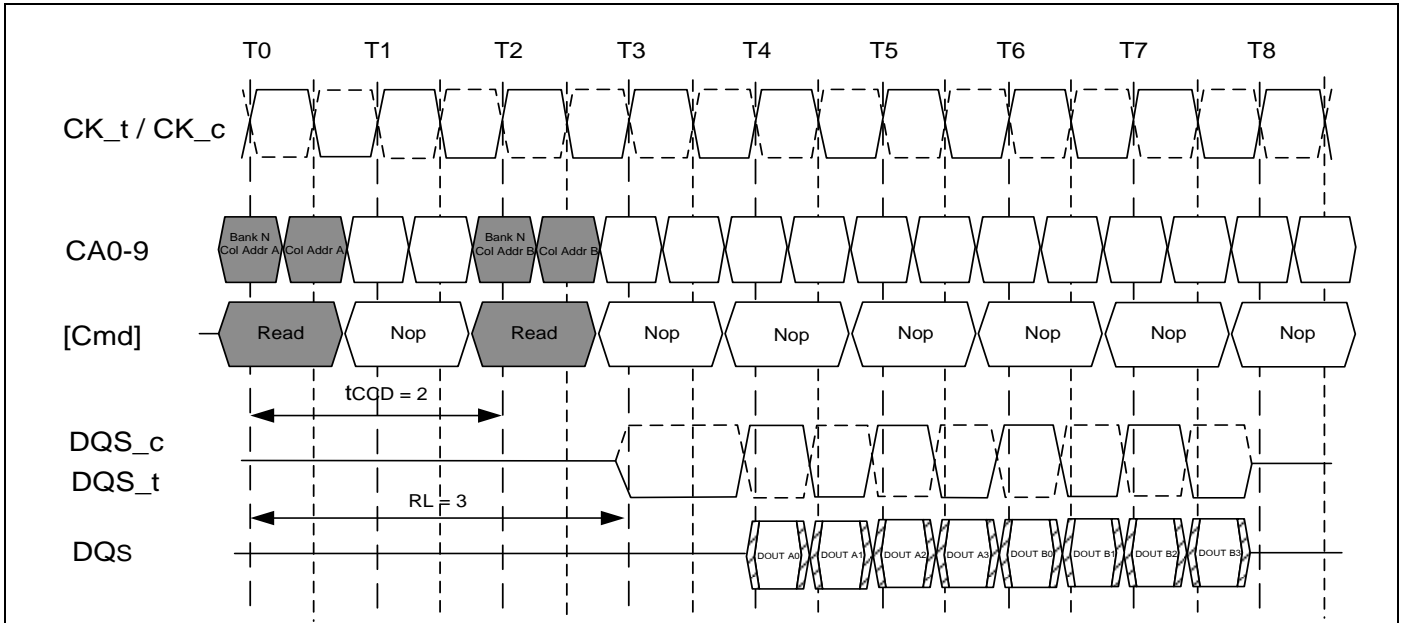 T0 T1 T2 T3 T4 T5 T6 T7 T8
CK_t / CK_c
CA0-9
Bank N
Col Addr A
Col Addr A
Bank N
Col Addr B
Col Addr B
[Cmd]
Read Nop Read Nop Nop Nop Nop Nop Nop
tCCD = 2
DQS_c
DQS_t
RL = 3
DQs
DOUT A0 DOUT A1 DOUT A2 DOUT A3 DOUT B0 DOUT B1 DOUT B2 DOUT B3